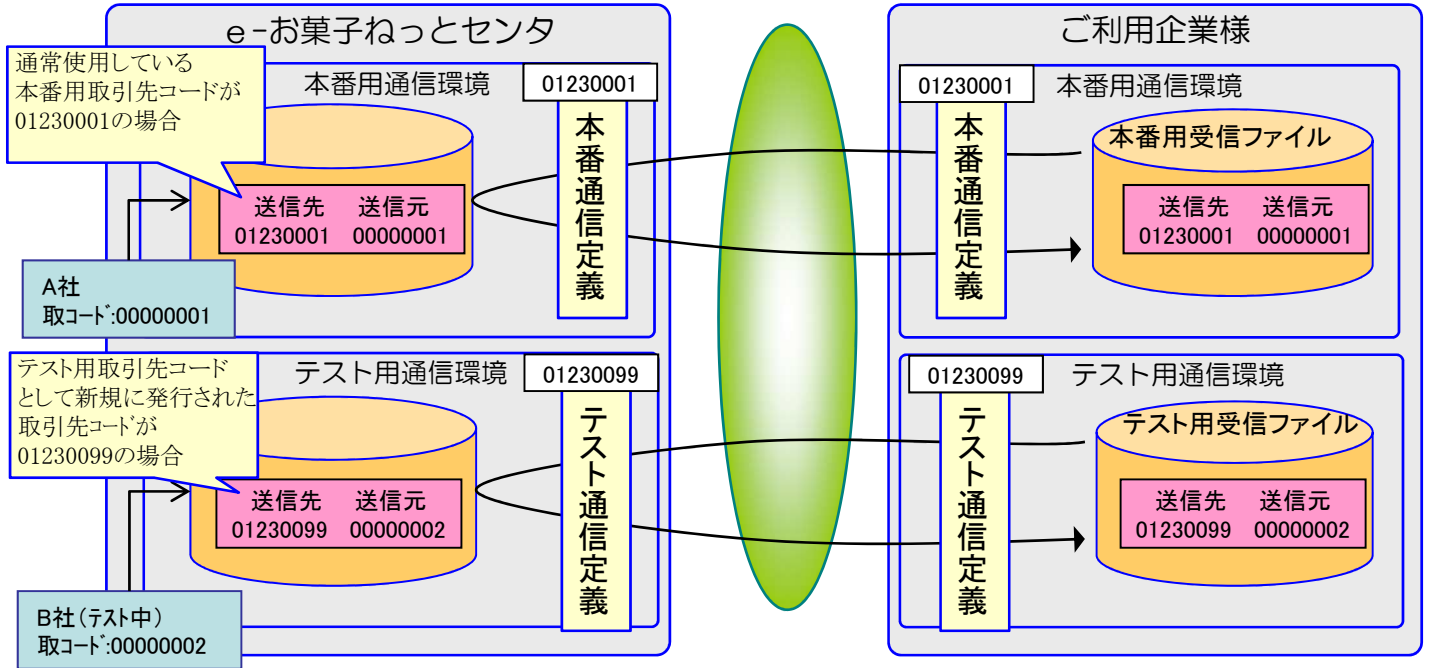 e-お菓子ねっとセンタ
通常使用している
本番用取引先コードが
01230001の場合
本番用通信環境
01230001
本番通信定義
送信先 送信元
01230001 00000001
A社
取コード:00000001
テスト用取引先コード
として新規に発行された
取引先コードが
01230099の場合
テスト用通信環境
01230099
テスト通信定義
送信先 送信元
01230099 00000002
B社(テスト中)
取コード:00000002
ご利用企業様
01230001
本番用通信環境
本番通信定義
本番用受信ファイル
送信先 送信元
01230001 00000001
01230099
テスト用通信環境
テスト通信定義
テスト用受信ファイル
送信先 送信元
01230099 00000002